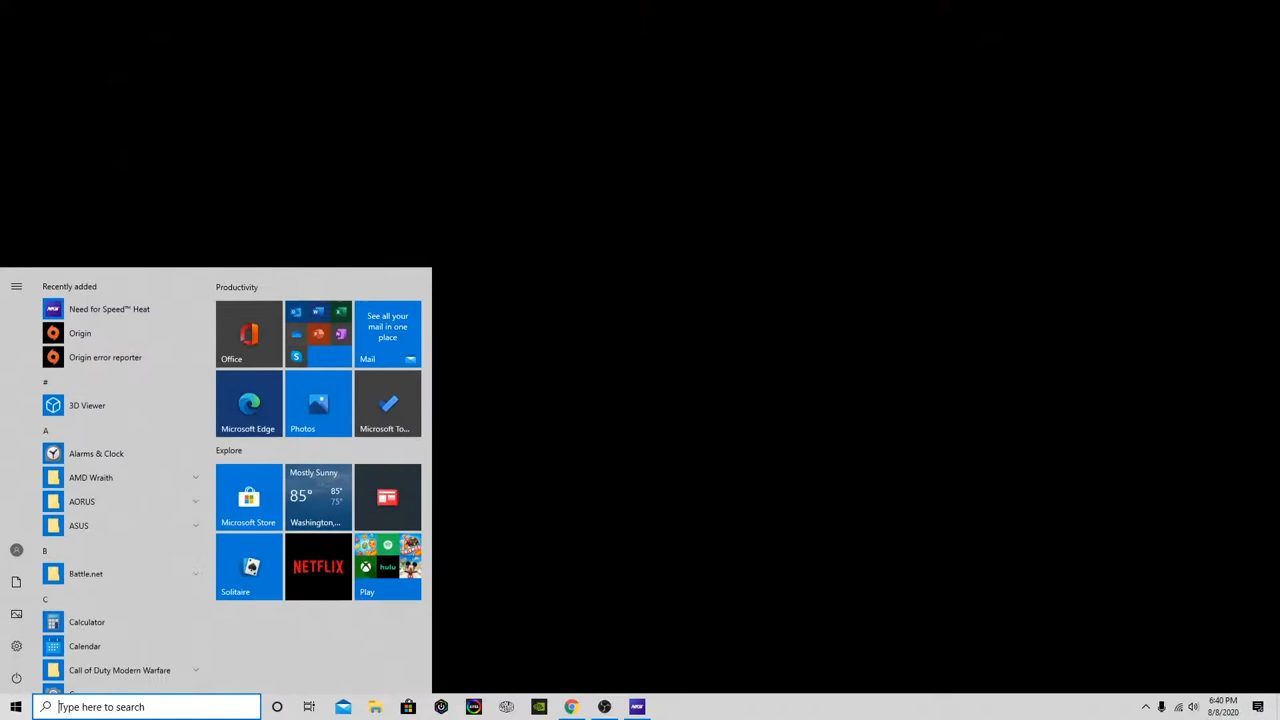 Recently added
Need for Speed™ Heat
Origin
Origin error reporter
#
3D Viewer
A
Alarms & Clock
AMD Wraith
AORUS
ASUS
B
Battle.net
C
Calculator
Calendar
Call of Duty Modern Warfare
Productivity
Office
See all your
mail in one
place
Mail
Microsoft Edge
Photos
Microsoft To...
Explore
Microsoft Store
Mostly Sunny
85° 85°
75°
Washington,...
Solitaire
NETFLIX
hulu
Play
Type here to search
6:40 PM
8/8/2020